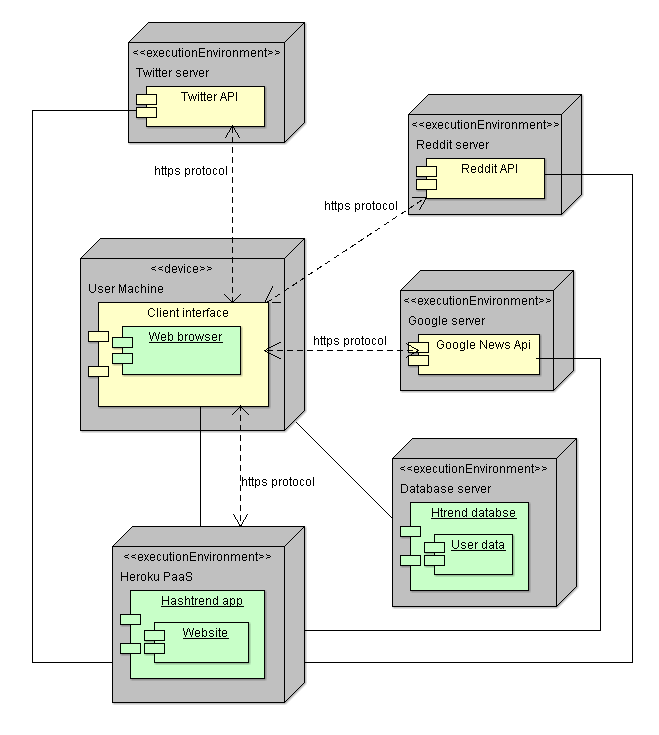 <<executionEnvironment>>
Twitter server
Twitter API
https protocol
<<executionEnvironment>>
Reddit server
Reddit API
https protocol
<<device>>
User Machine
Client interface
Web browser
https protocol
<<executionEnvironment>>
Google server
Google News Api
https protocol
<<executionEnvironment>>
Database server
Htrend databse
User data
<<executionEnvironment>>
Heroku PaaS
Hashtrend app
Website